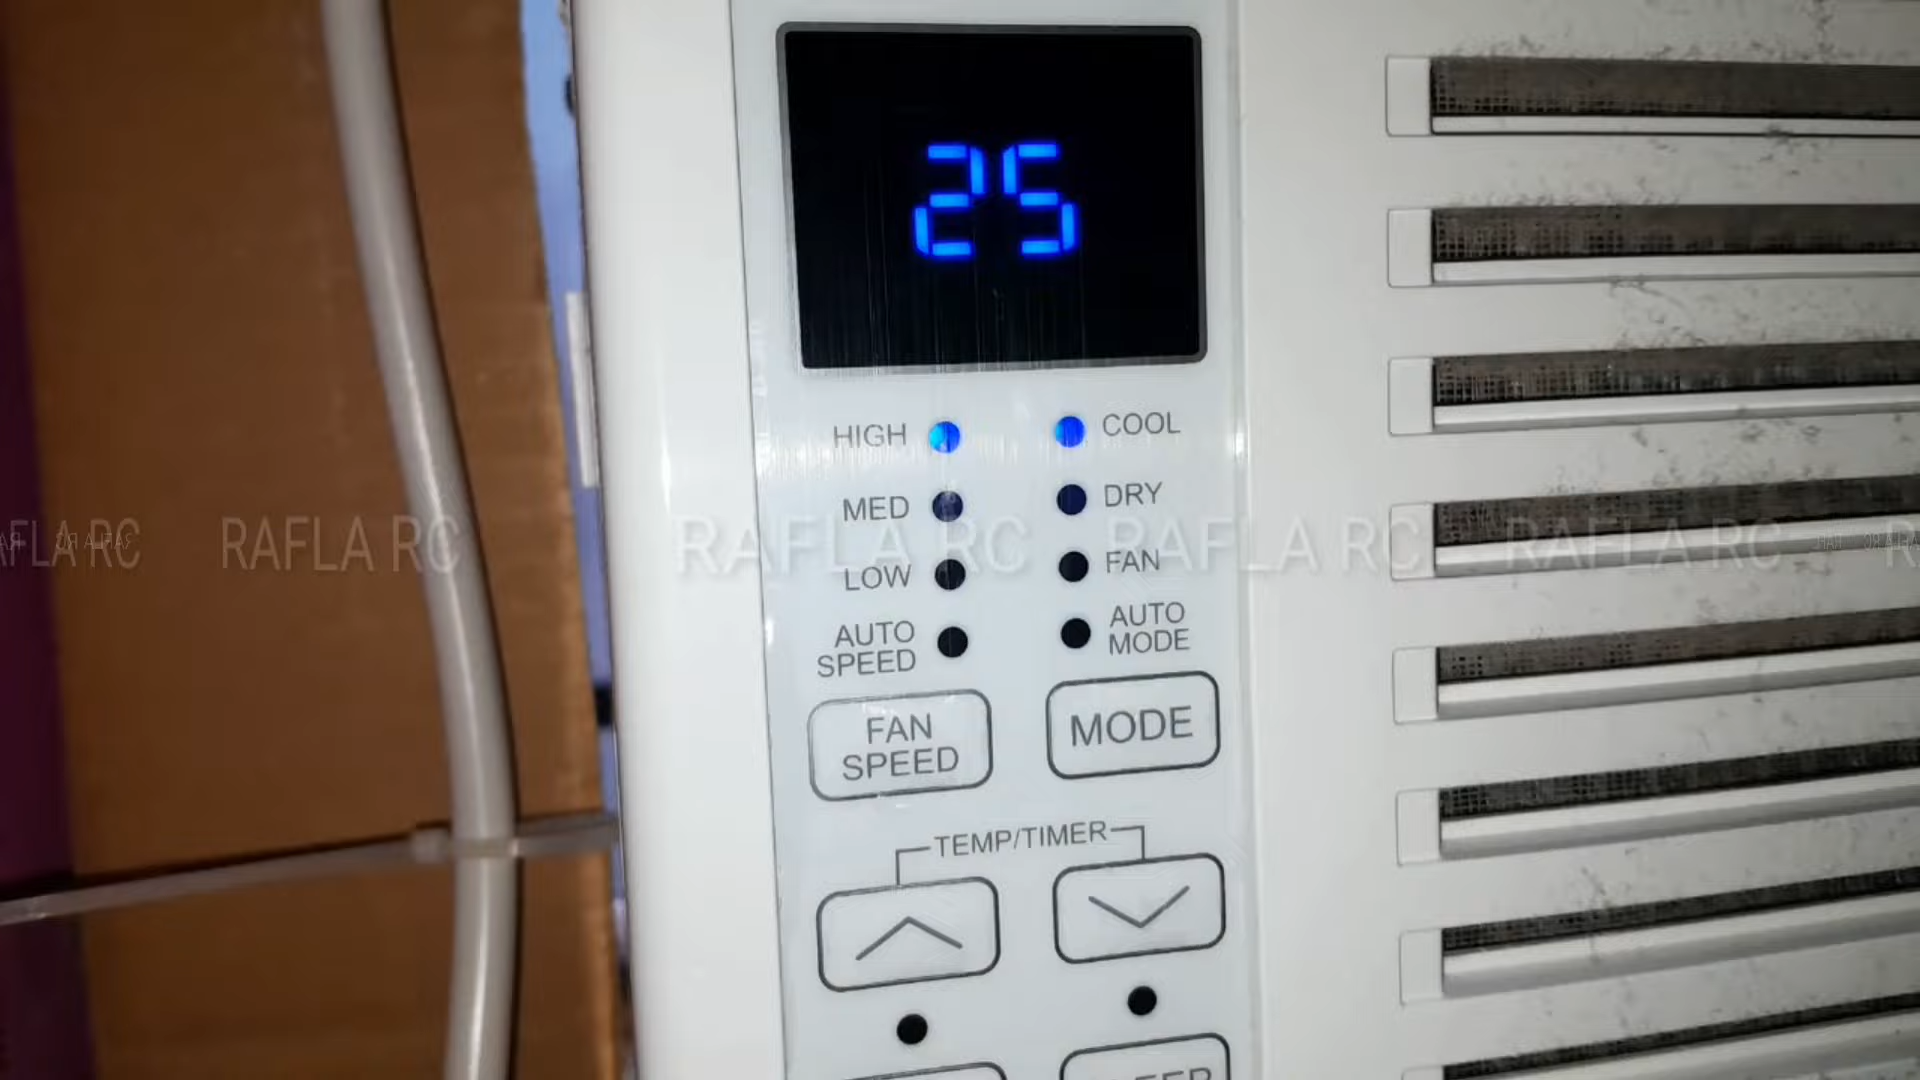 25
HIGH
COOL
MED
DRY
RAFLA RC
RAFLA RC
RAFLA RC
RAFLA RC
LOW
FAN
AUTO
SPEED
AUTO
MODE
FAN
SPEED
MODE
TEMP/TIMER